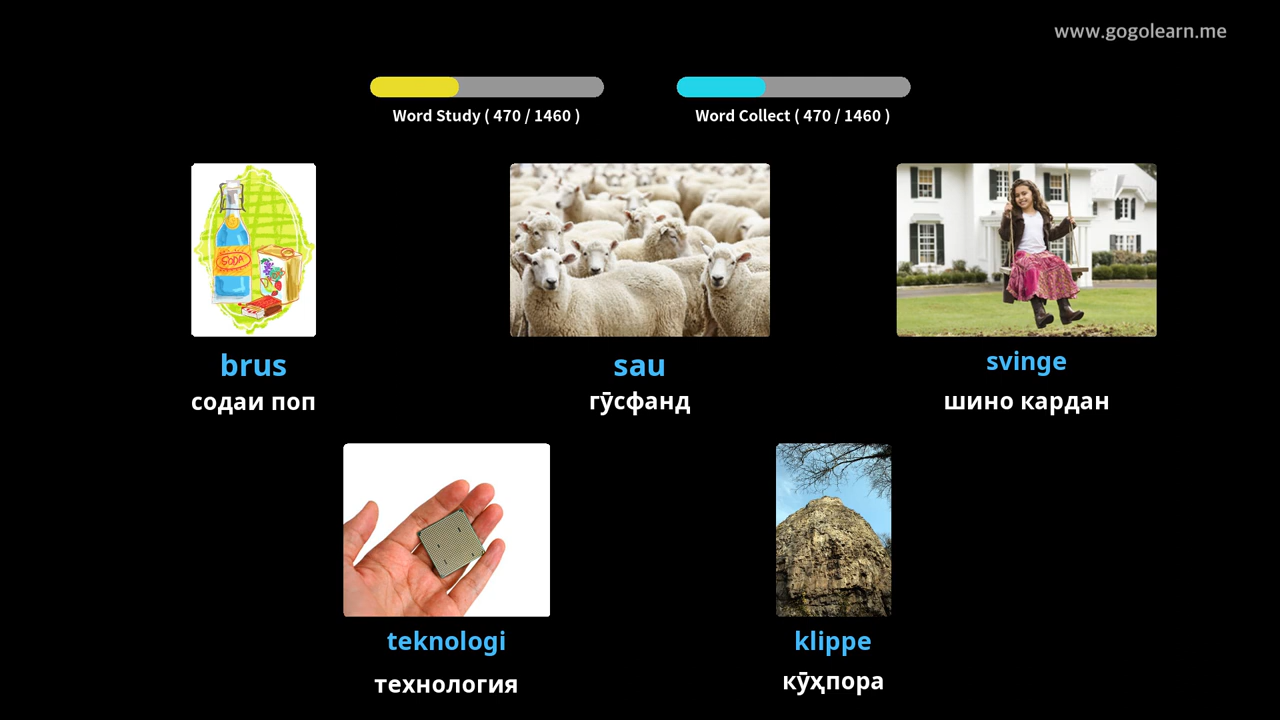 www.gogolearn.me
Word Study ( 470 / 1460 )
Word Collect ( 470 / 1460 )
SODA
brus
содаи поп
sau
гӯсфанд
svinge
шино кардан
teknologi
технология
klippe
кӯҳпора